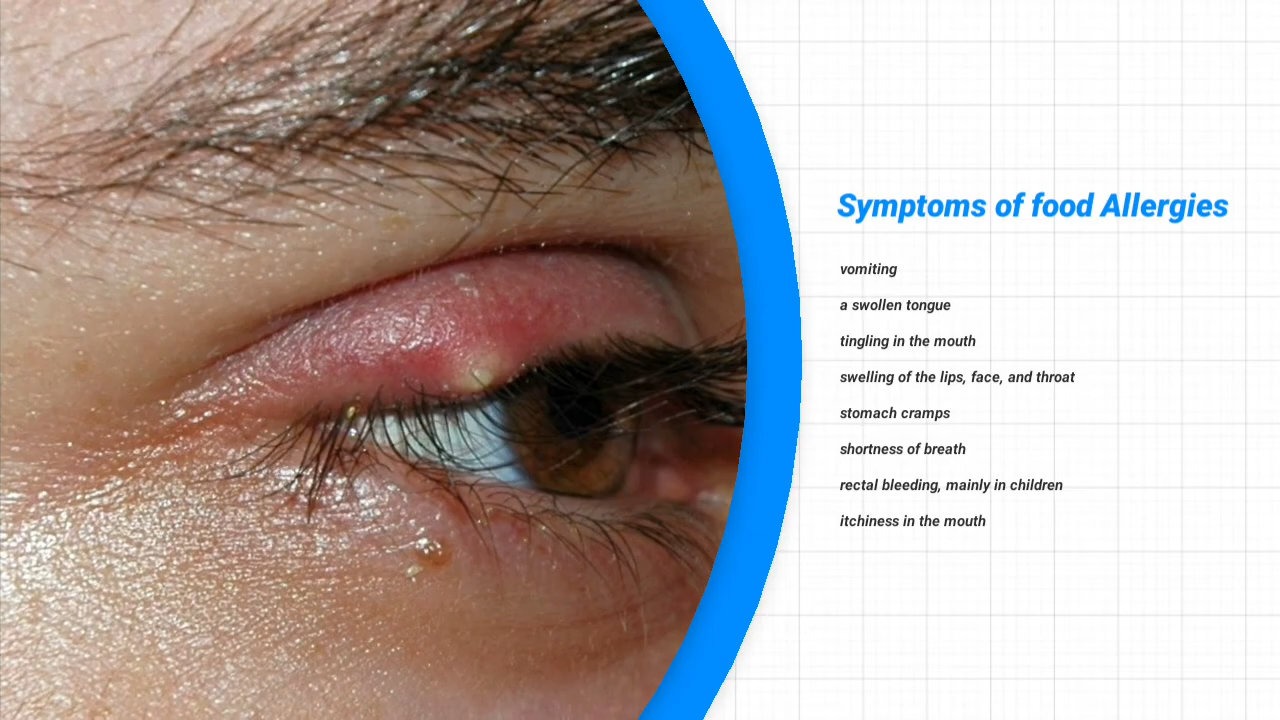 Symptoms of food Allergies
vomiting
a swollen tongue
tingling in the mouth
swelling of the lips, face, and throat
stomach cramps
shortness of breath
rectal bleeding, mainly in children
itchiness in the mouth